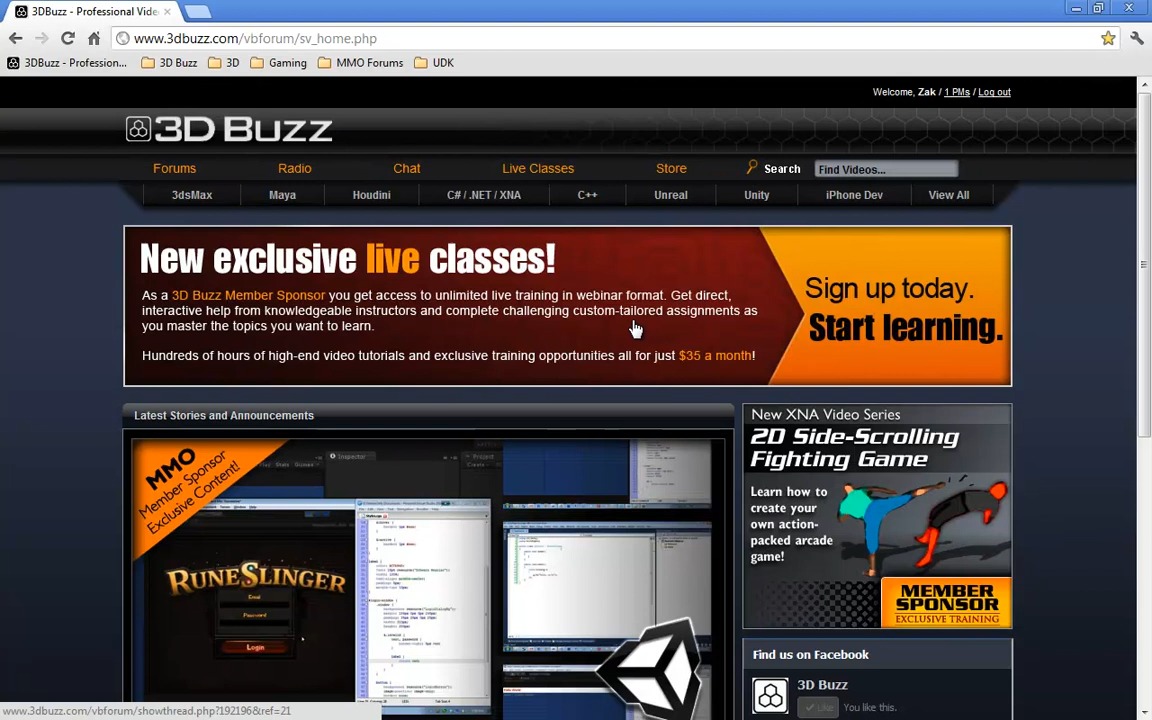 3DBuzz - Professional Vide
www.3dbuzz.com/vbforum/sv_home.php
3DBuzz - Profession...
3D Buzz
3D
Gaming
MMO Forums
UDK
Welcome, Zak / 1 PMs / Log out
3D Buzz
Forums
Radio
Chat
Live Classes
Store
Search
Find Videos...
3dsMax
Maya
Houdini
C# / .NET / XNA
C++
Unreal
Unity
iPhone Dev
View All
New exclusive live classes!
As a 3D Buzz Member Sponsor you get access to unlimited live training in webinar format. Get direct,
interactive help from knowledgeable instructors and complete challenging custom-tailored assignments as
you master the topics you want to learn.
Hundreds of hours of high-end video tutorials and exclusive training opportunities all for just $35 a month!
Sign up today.
Start learning.
Latest Stories and Announcements
MMO
Member Sponsor
Exclusive Content!
Inspector
Project
RUNESLINGER
Email
Password
Login
New XNA Video Series
2D Side-Scrolling
Fighting Game
Learn how to
create your
own action-
packed arcade
game!
MEMBER
SPONSOR
EXCLUSIVE TRAINING
Find us on Facebook
3D Buzz
Like
You like this.
www.3dbuzz.com/vbforum/showthread.php?192196&ref=21